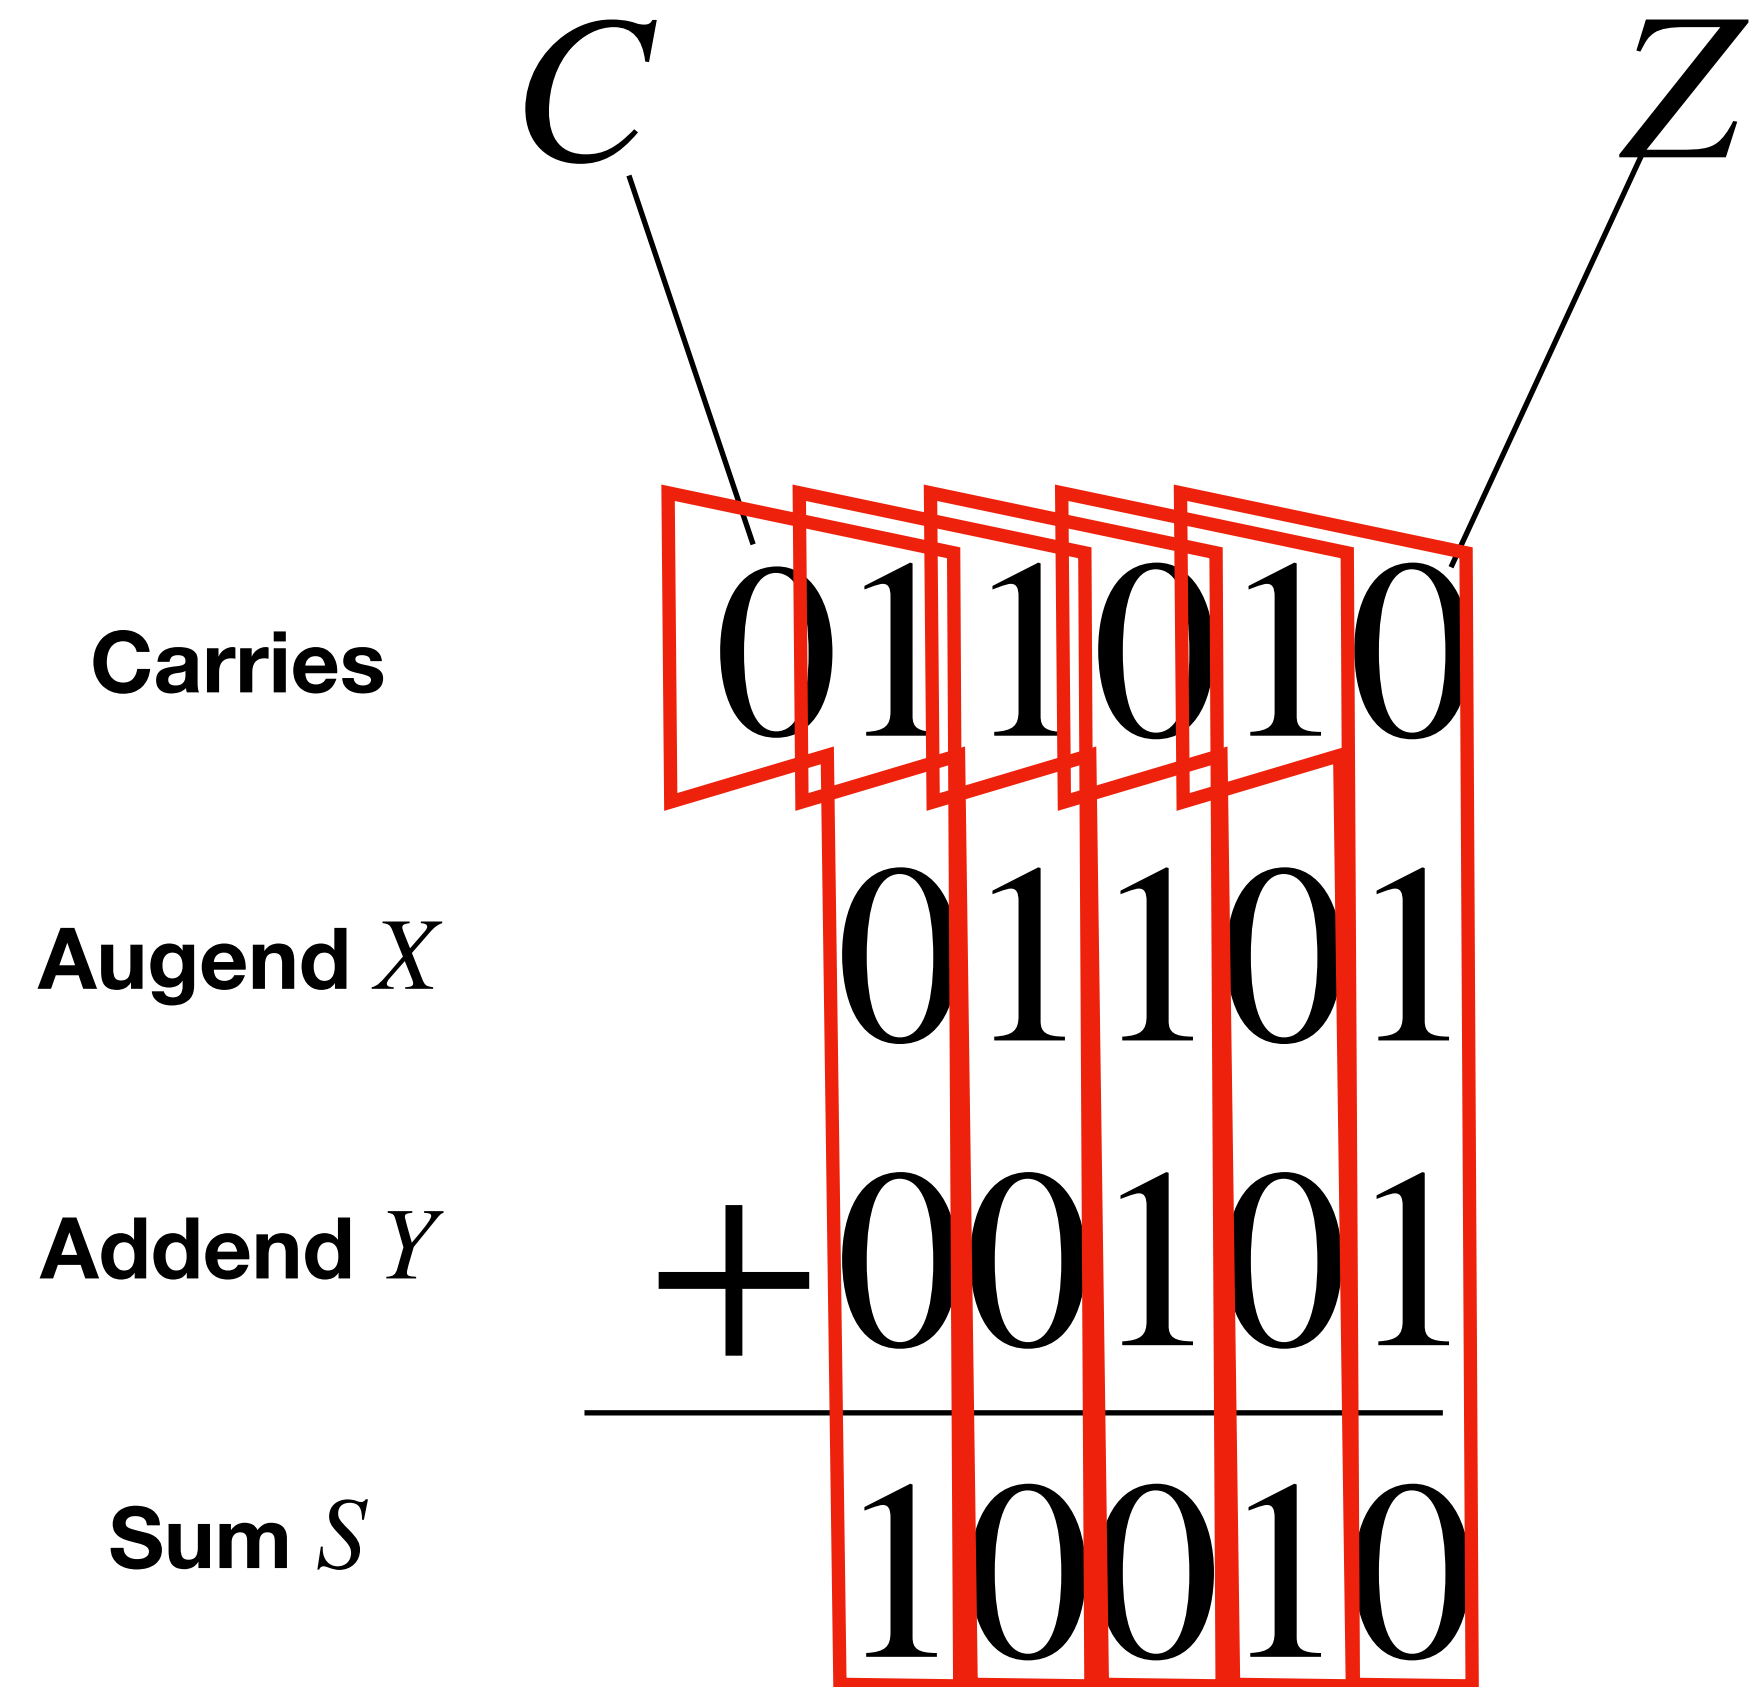 C Z
Carries 011010
Augend X 01101
Addend Y + 00101
Sum S 10010